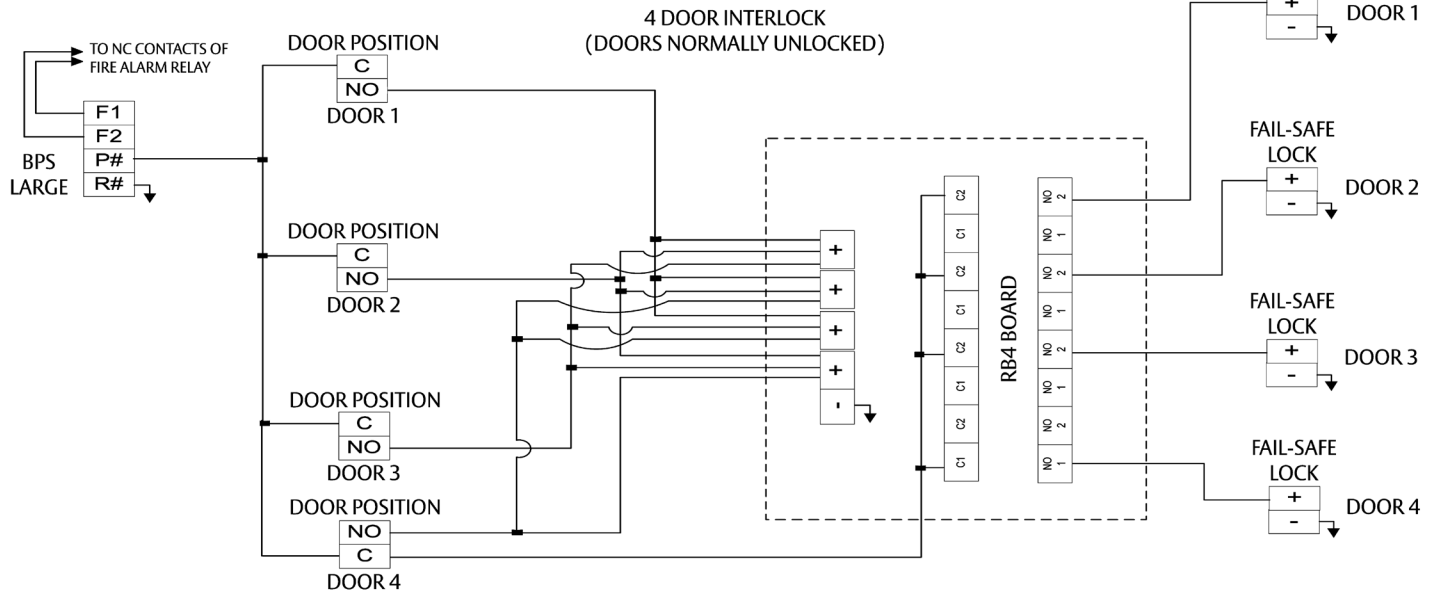 4 DOOR INTERLOCK
(DOORS NORMALLY UNLOCKED)
TO NC CONTACTS OF
FIRE ALARM RELAY
F1
F2
P#
R#
BPS
LARGE
DOOR POSITION
C
NO
DOOR 1
DOOR POSITION
C
NO
DOOR 2
DOOR POSITION
C
NO
DOOR 3
DOOR POSITION
NO
C
DOOR 4
+
+
+
+
-
C2
C1
C2
C1
C2
C1
C2
C1
RB4 BOARD
NO 2
NO 1
NO 2
NO 1
NO 2
NO 1
NO 2
NO 1
+
-
DOOR 1
FAIL-SAFE
LOCK
+
-
DOOR 2
FAIL-SAFE
LOCK
+
-
DOOR 3
FAIL-SAFE
LOCK
+
-
DOOR 4